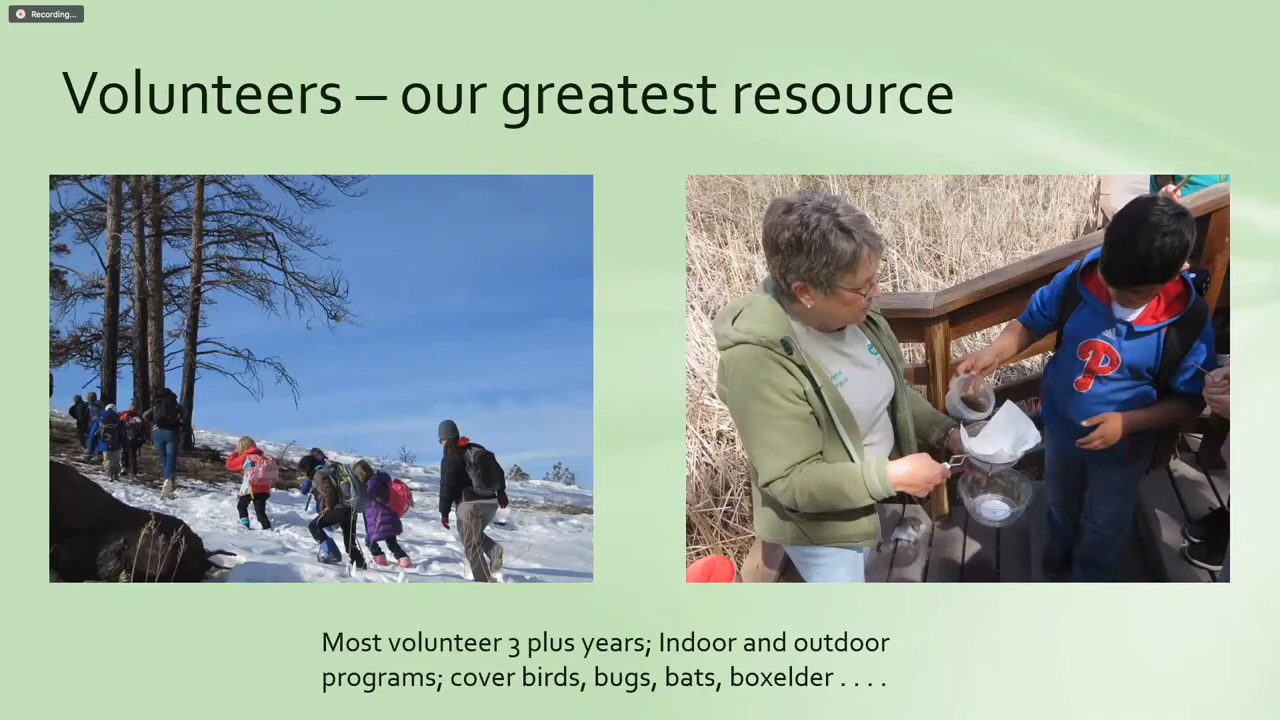 Recording...
Volunteers – our greatest resource
P
Most volunteer 3 plus years; Indoor and outdoor
programs; cover birds, bugs, bats, boxelder . . . .